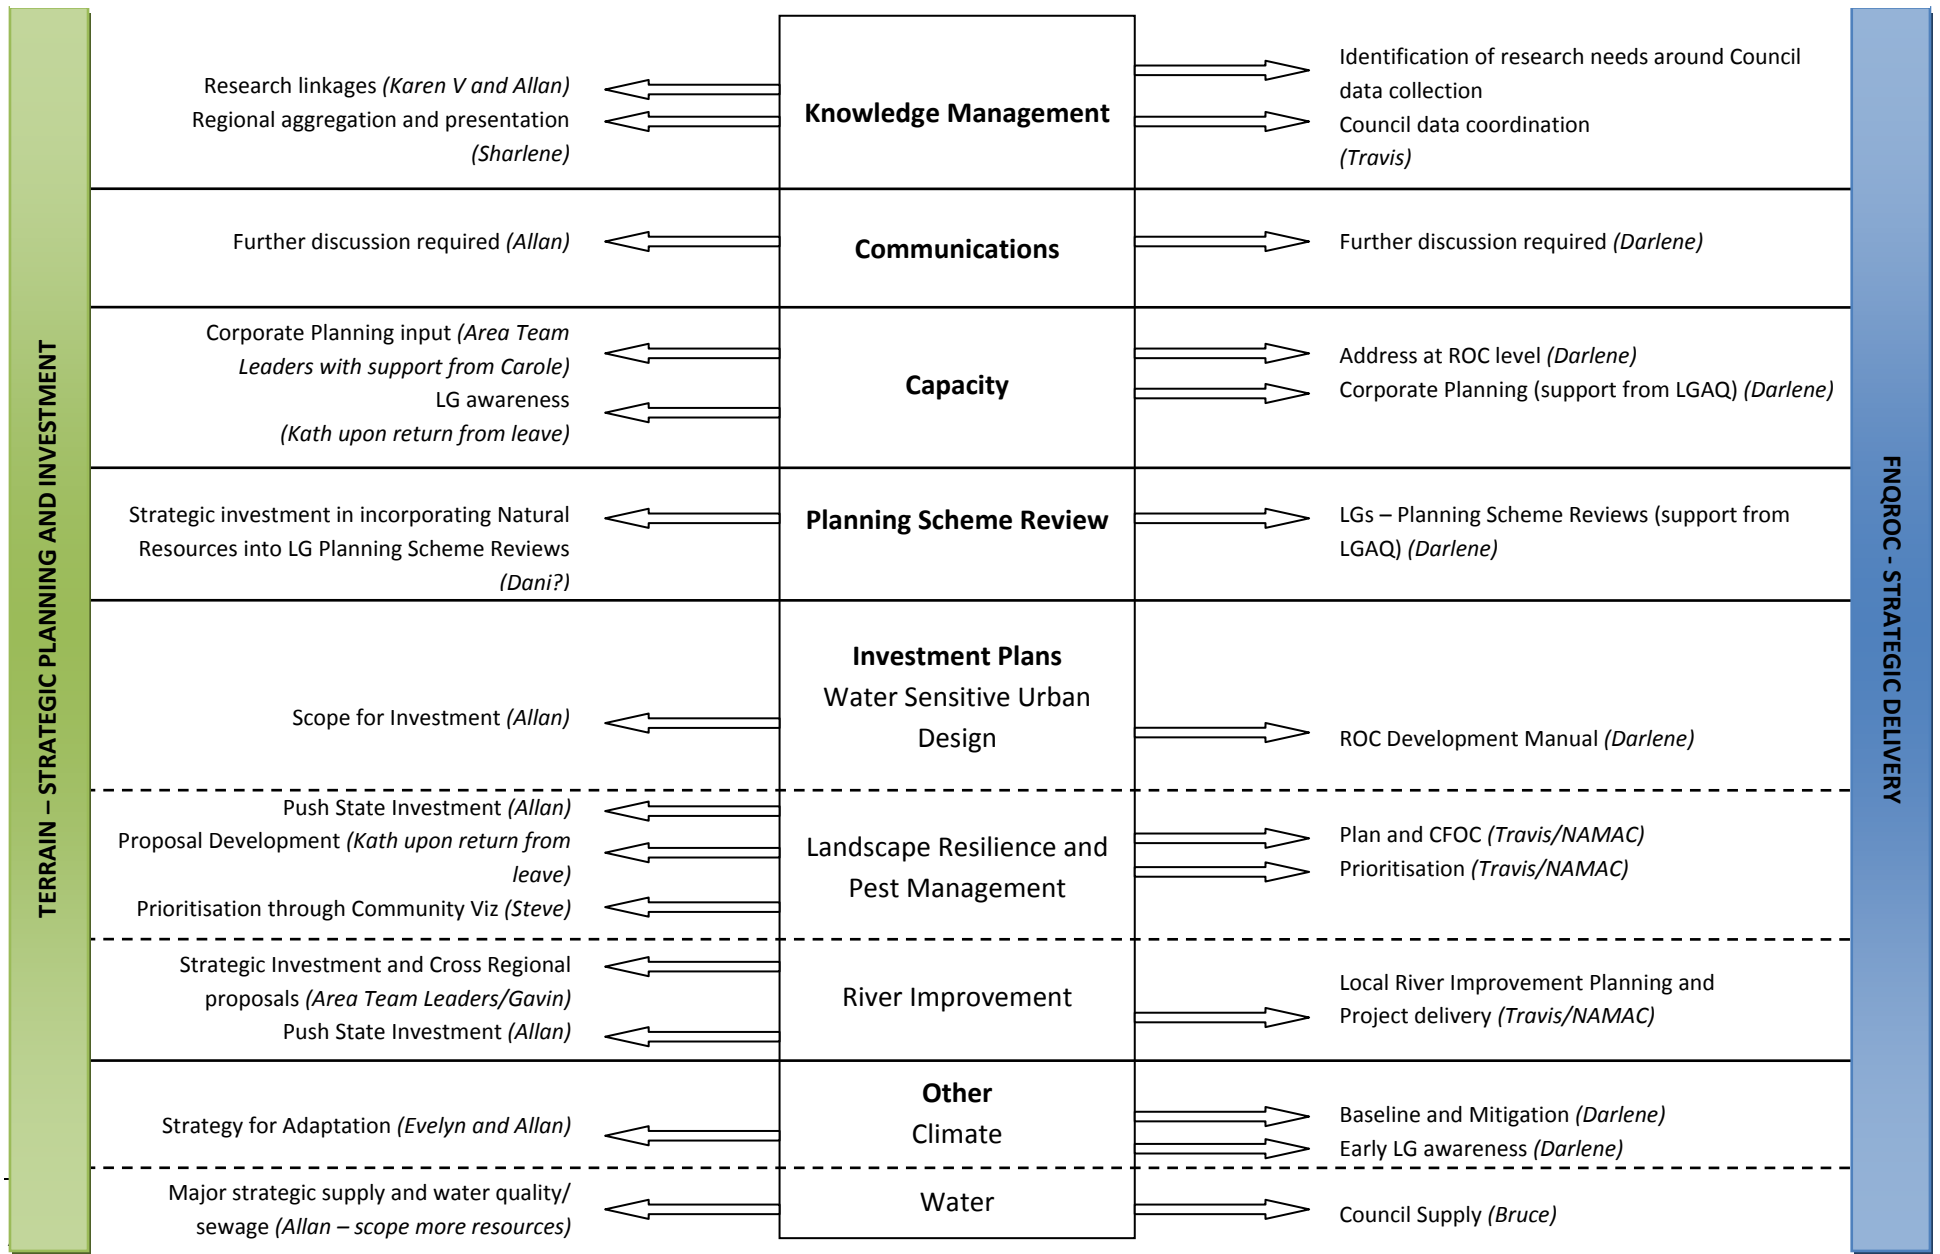 TERRAIN – STRATEGIC PLANNING AND INVESTMENT
Research linkages (Karen V and Allan)
Regional aggregation and presentation
(Sharlene)
Knowledge Management
Identification of research needs around Council
data collection
Council data coordination
(Travis)
Further discussion required (Allan)
Communications
Further discussion required (Darlene)
Corporate Planning input (Area Team
Leaders with support from Carole)
LG awareness
(Kath upon return from leave)
Capacity
Address at ROC level (Darlene)
Corporate Planning (support from LGAQ) (Darlene)
Strategic investment in incorporating Natural
Resources into LG Planning Scheme Reviews
(Dani?)
Planning Scheme Review
LGs – Planning Scheme Reviews (support from
LGAQ) (Darlene)
Scope for Investment (Allan)
Investment Plans
Water Sensitive Urban
Design
ROC Development Manual (Darlene)
Push State Investment (Allan)
Proposal Development (Kath upon return from
leave)
Prioritisation through Community Viz (Steve)
Landscape Resilience and
Pest Management
Plan and CFOC (Travis/NAMAC)
Prioritisation (Travis/NAMAC)
Strategic Investment and Cross Regional
proposals (Area Team Leaders/Gavin)
Push State Investment (Allan)
River Improvement
Local River Improvement Planning and
Project delivery (Travis/NAMAC)
Strategy for Adaptation (Evelyn and Allan)
Other
Climate
Baseline and Mitigation (Darlene)
Early LG awareness (Darlene)
Major strategic supply and water quality/
sewage (Allan – scope more resources)
Water
Council Supply (Bruce)
FNQROC - STRATEGIC DELIVERY